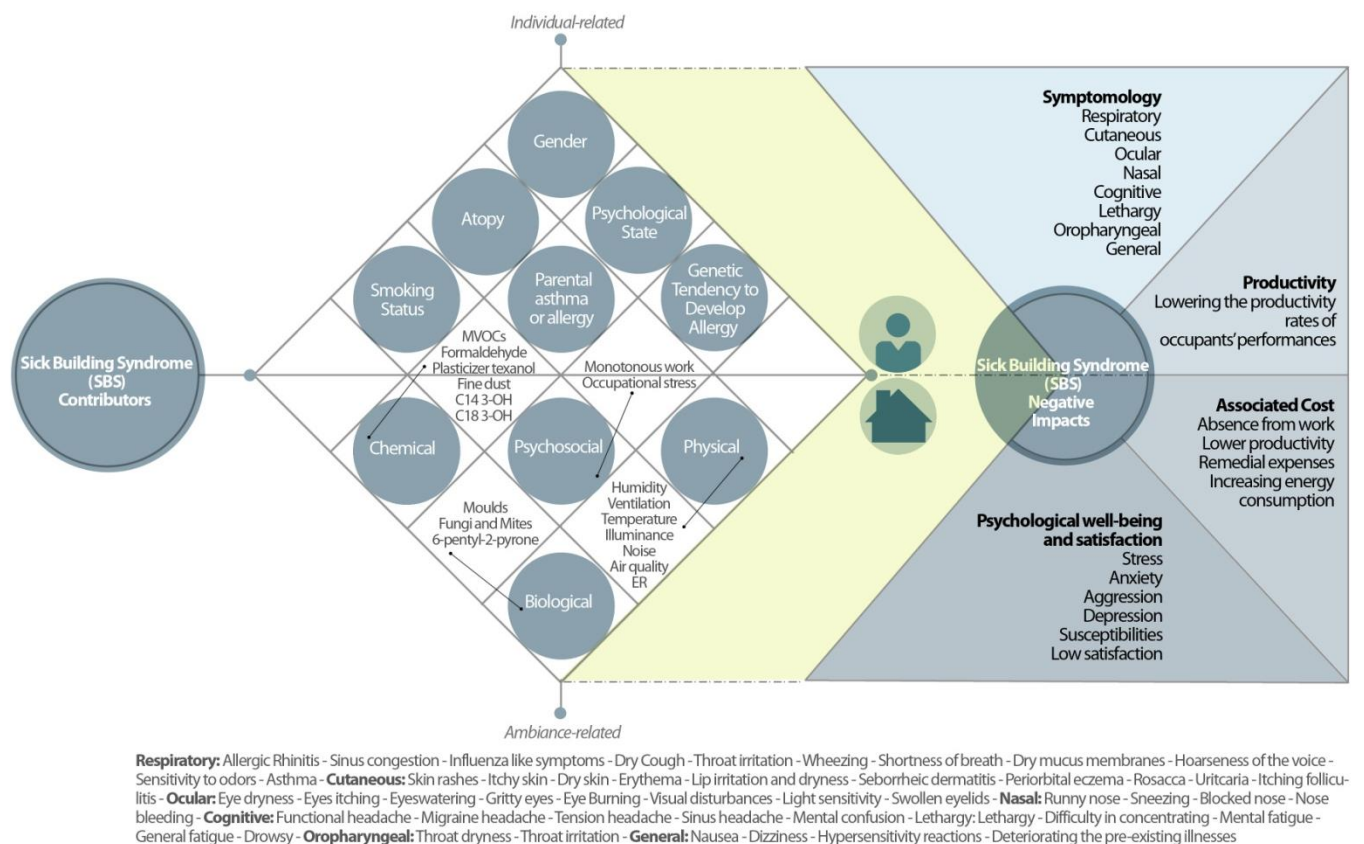 Individual-related
Gender
Atopy
Psychological
State
Smoking
Status
Parental
asthma
or allergy
Genetic
Tendency to
Develop
Allergy
Sick Building Syndrome
(SBS)
Contributors
MVOCs
Formaldehyde
Plasticizer texanol
Fine dust
C14 3-OH
C18 3-OH
Monotonous work
Occupational stress
Chemical
Psychosocial
Physical
Moulds
Fungi and Mites
6-pentyl-2-pyrone
Humidity
Ventilation
Temperature
Illuminance
Noise
Air quality
ER
Biological
Ambiance-related
Symptomology
Respiratory
Cutaneous
Ocular
Nasal
Cognitive
Lethargy
Oropharyngeal
General
Productivity
Lowering the productivity
rates of
occupants' performances
Sick Building Syndrome
(SBS)
Negative
Impacts
Associated Cost
Absence from work
Lower productivity
Remedial expenses
Increasing energy
consumption
Psychological well-being
and satisfaction
Stress
Anxiety
Aggression
Depression
Susceptibilities
Low satisfaction
Respiratory: Allergic Rhinitis - Sinus congestion - Influenza like symptoms - Dry Cough - Throat irritation - Wheezing - Shortness of breath - Dry mucus membranes - Hoarseness of the voice -
Sensitivity to odors - Asthma - Cutaneous: Skin rashes - Itchy skin - Dry skin - Erythema - Lip irritation and dryness - Seborrheic dermatitis - Periorbital eczema - Rosacca - Uritcaria - Itching follicu-
litis - Ocular: Eye dryness - Eyes itching - Eyeswatering - Gritty eyes - Eye Burning - Visual disturbances - Light sensitivity - Swollen eyelids - Nasal: Runny nose - Sneezing - Blocked nose - Nose
bleeding - Cognitive: Functional headache - Migraine headache - Tension headache - Sinus headache - Mental confusion - Lethargy: Lethargy - Difficulty in concentrating - Mental fatigue -
General fatigue - Drowsy - Oropharyngeal: Throat dryness - Throat irritation - General: Nausea - Dizziness - Hypersensitivity reactions - Deteriorating the pre-existing illnesses